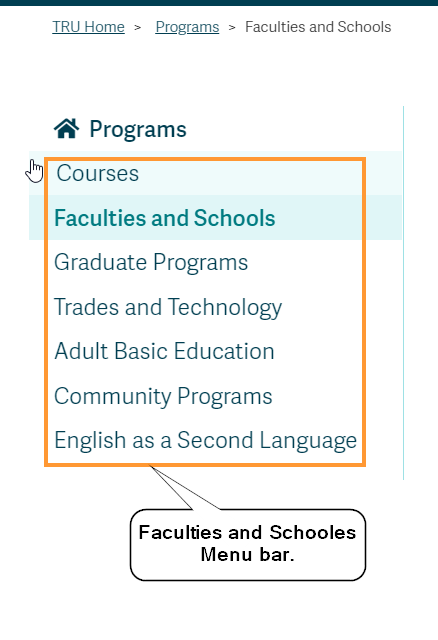 TRU Home > Programs > Faculties and Schools
Programs
Courses
Faculties and Schools
Graduate Programs
Trades and Technology
Adult Basic Education
Community Programs
English as a Second Language
Faculties and Schooles
Menu bar.